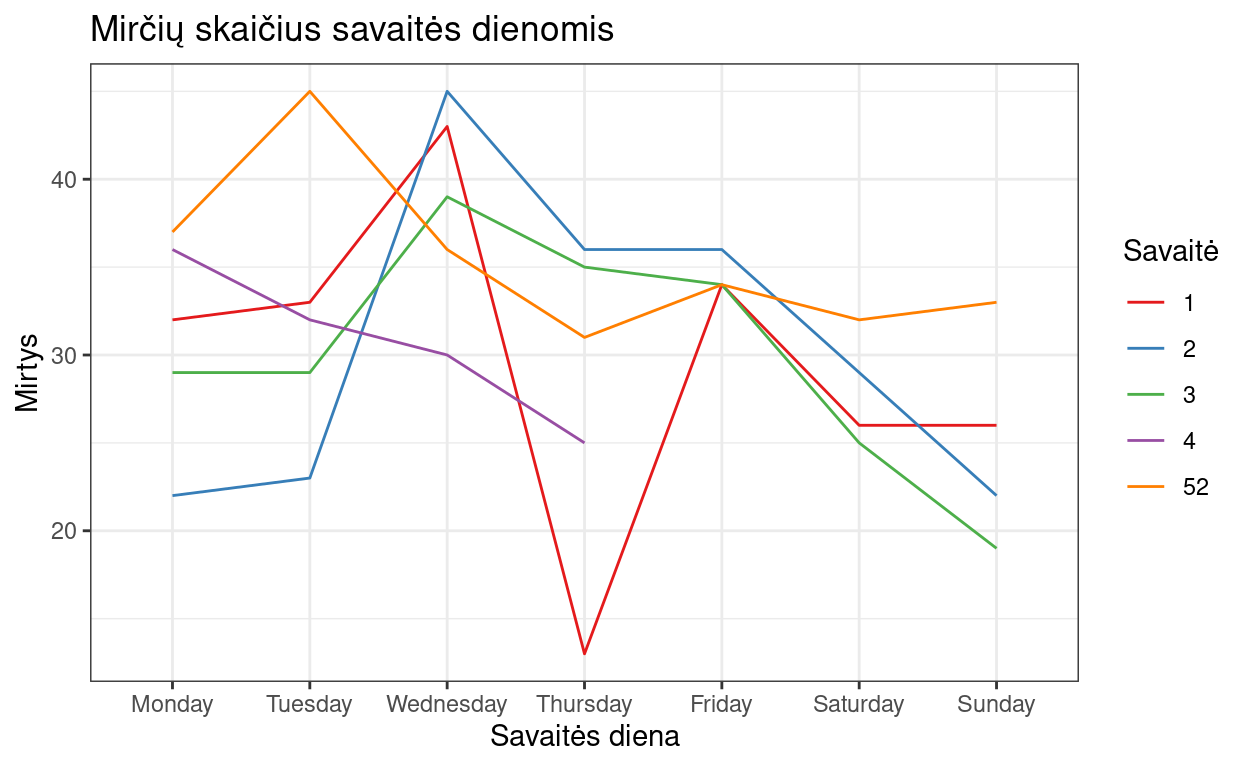 Mirčių skaičius savaitės dienomis
Mirtys
40
30
20
Monday Tuesday Wednesday Thursday Friday Saturday Sunday
Savaitės diena
Savaitė
1
2
3
4
52